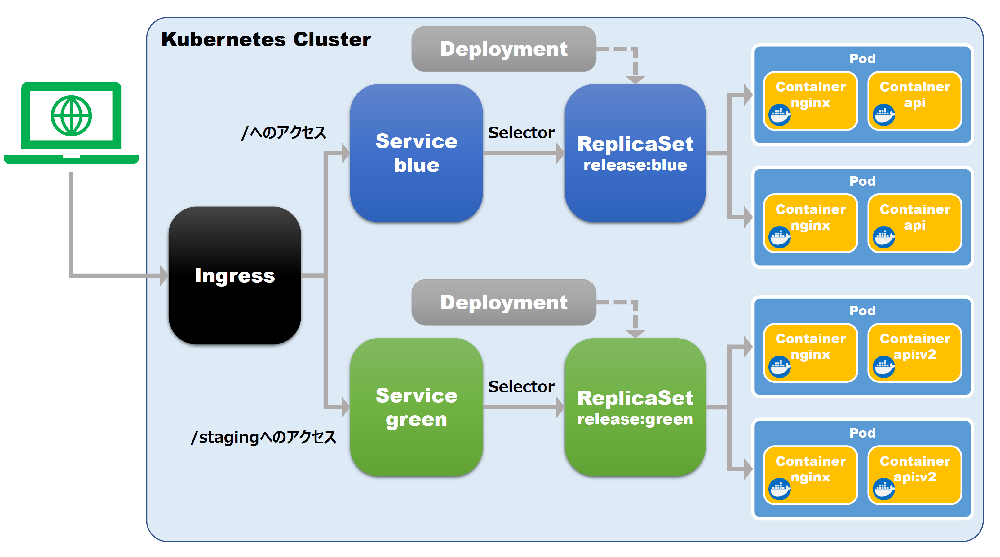 Kubernetes Cluster
Deployment
/へのアクセス
Service
blue
Selector
ReplicaSet
release:blue
Pod
Container
nginx
Container
api
Pod
Container
nginx
Container
api
Ingress
Deployment
/stagingへのアクセス
Service
green
Selector
ReplicaSet
release:green
Pod
Container
nginx
Container
api:v2
Pod
Container
nginx
Container
api:v2